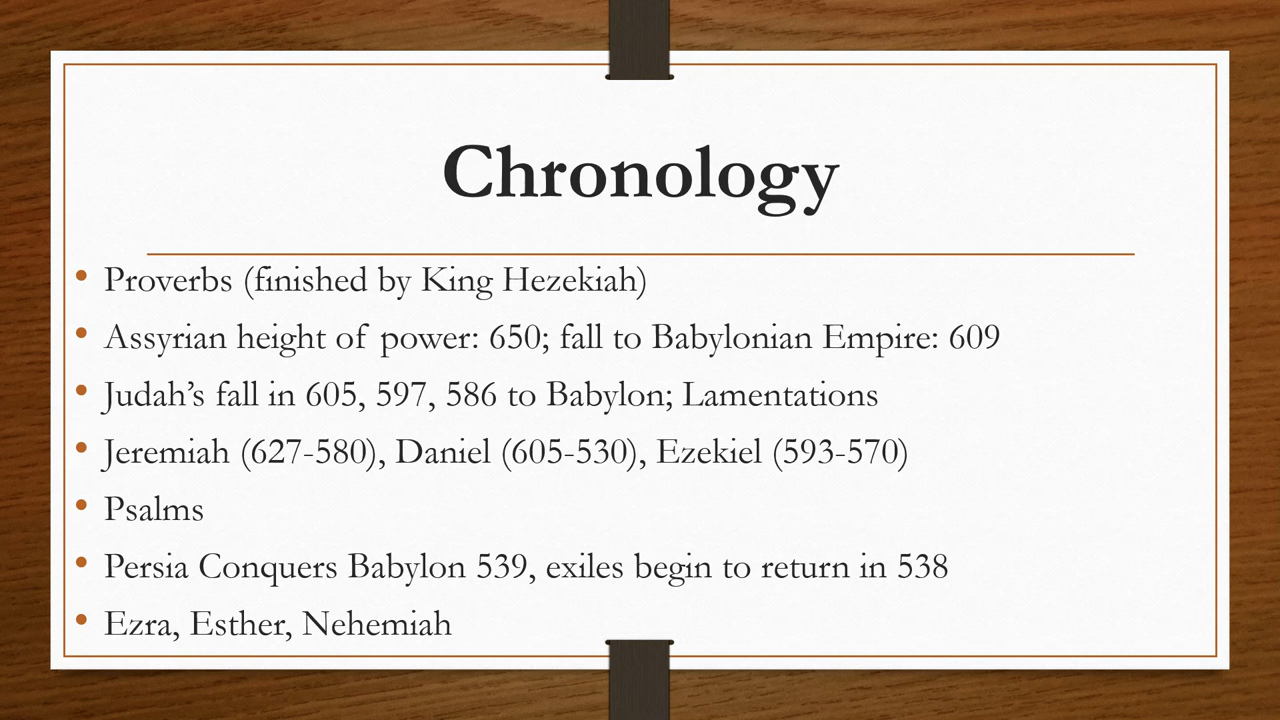 Chronology
• Proverbs (finished by King Hezekiah)
• Assyrian height of power: 650; fall to Babylonian Empire: 609
• Judah’s fall in 605, 597, 586 to Babylon; Lamentations
• Jeremiah (627-580), Daniel (605-530), Ezekiel (593-570)
• Psalms
• Persia Conquers Babylon 539, exiles begin to return in 538
• Ezra, Esther, Nehemiah